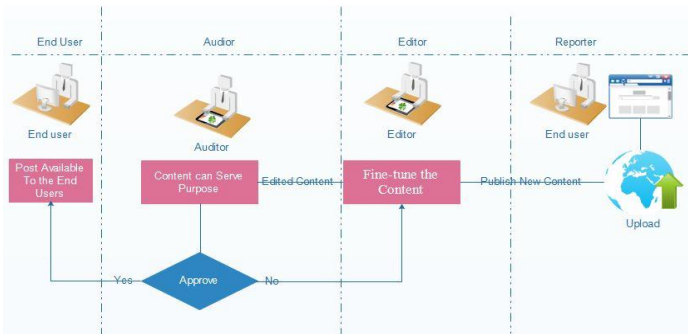 End User
Audior
Editor
Reporter
End user
Auditor
Editor
End user
Post Available
To the End
Users
Content can Serve
Purpose
Edited Content
Fine-tune the
Content
Publish New Content
Upload
Yes
Approve
No